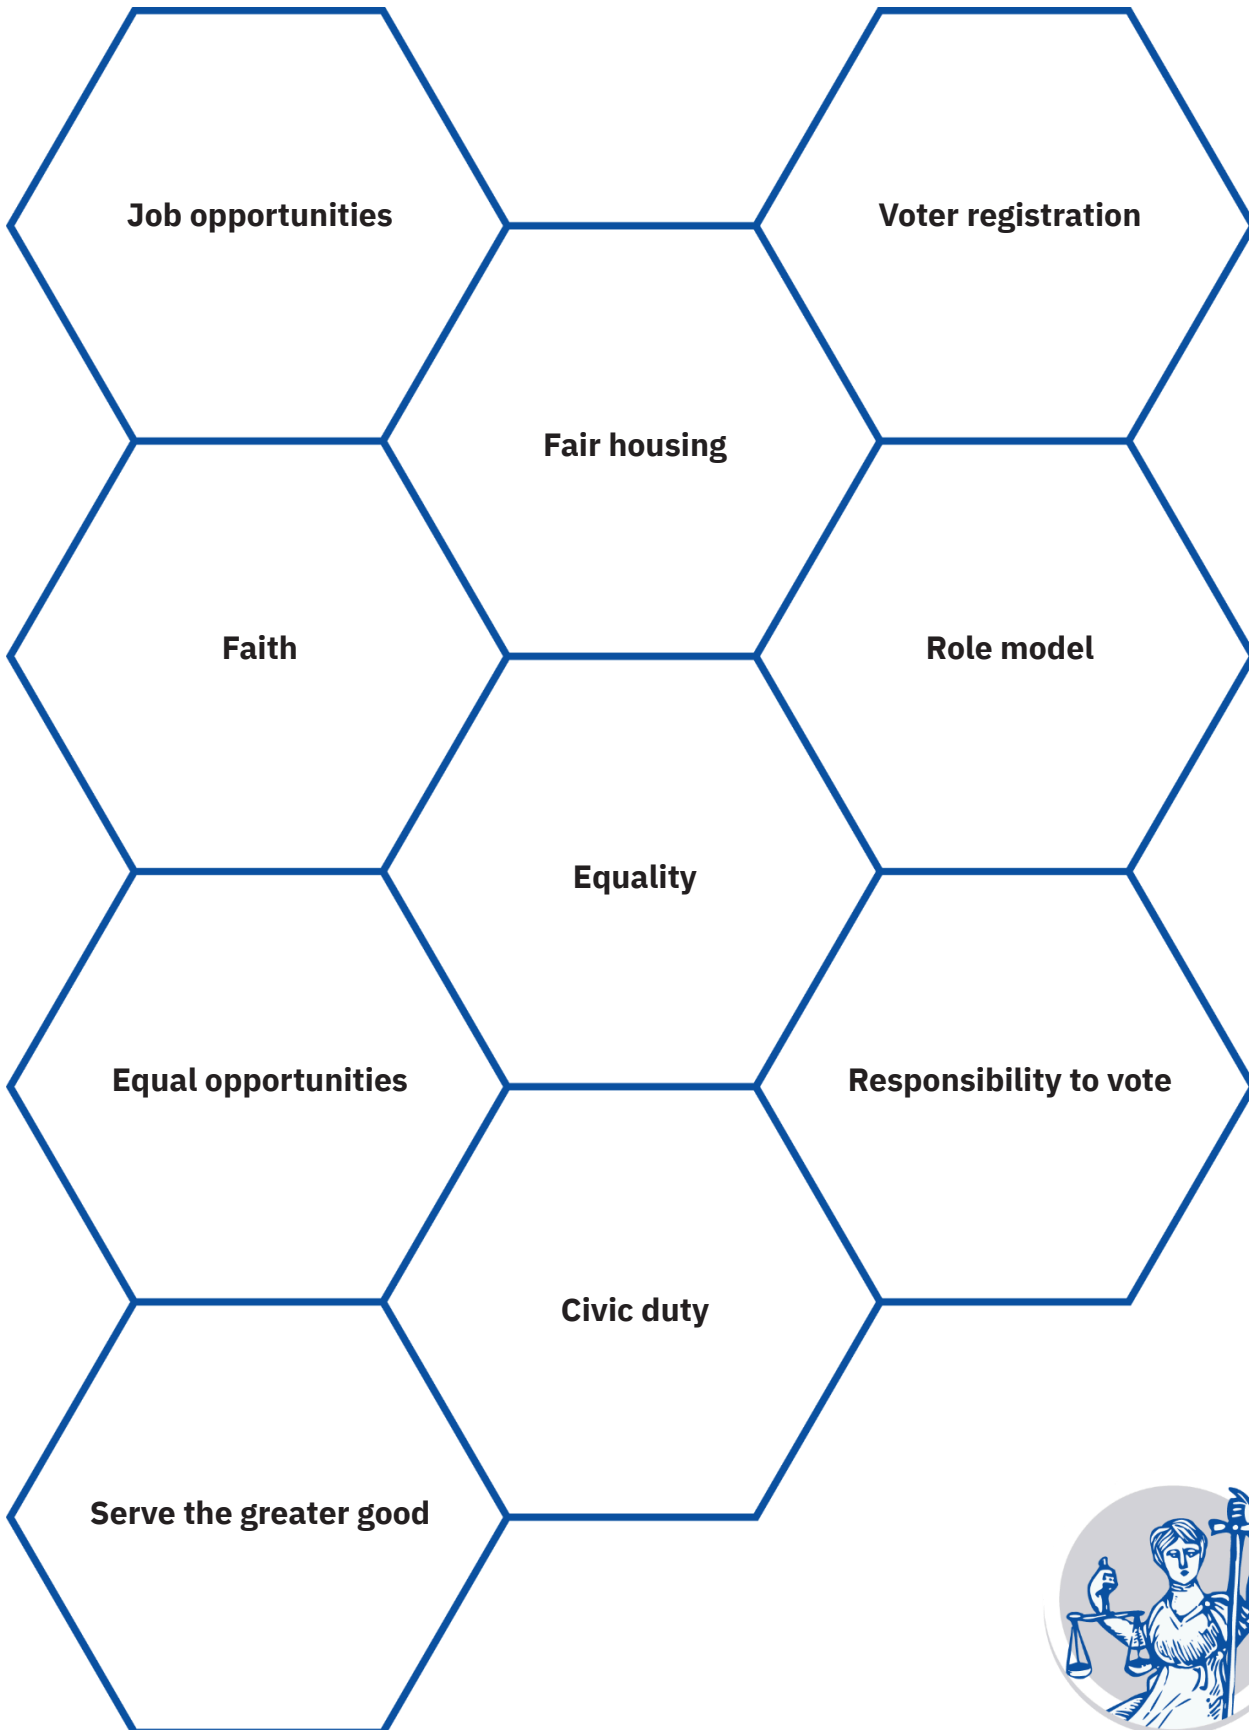 Job opportunities
Voter registration
Fair housing
Faith
Role model
Equality
Equal opportunities
Responsibility to vote
Civic duty
Serve the greater good